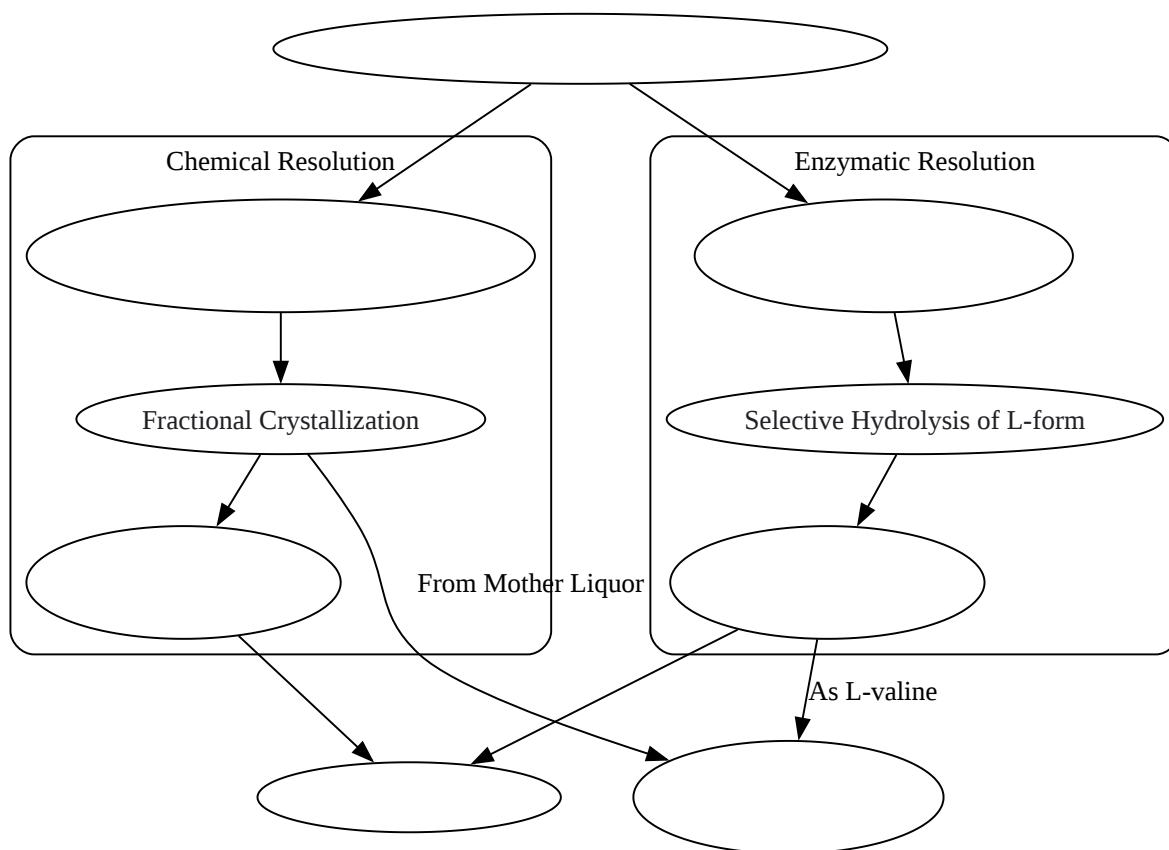 Chemical Resolution
Enzymatic Resolution
Fractional Crystallization
Selective Hydrolysis of L-form
From Mother Liquor
As L-valine